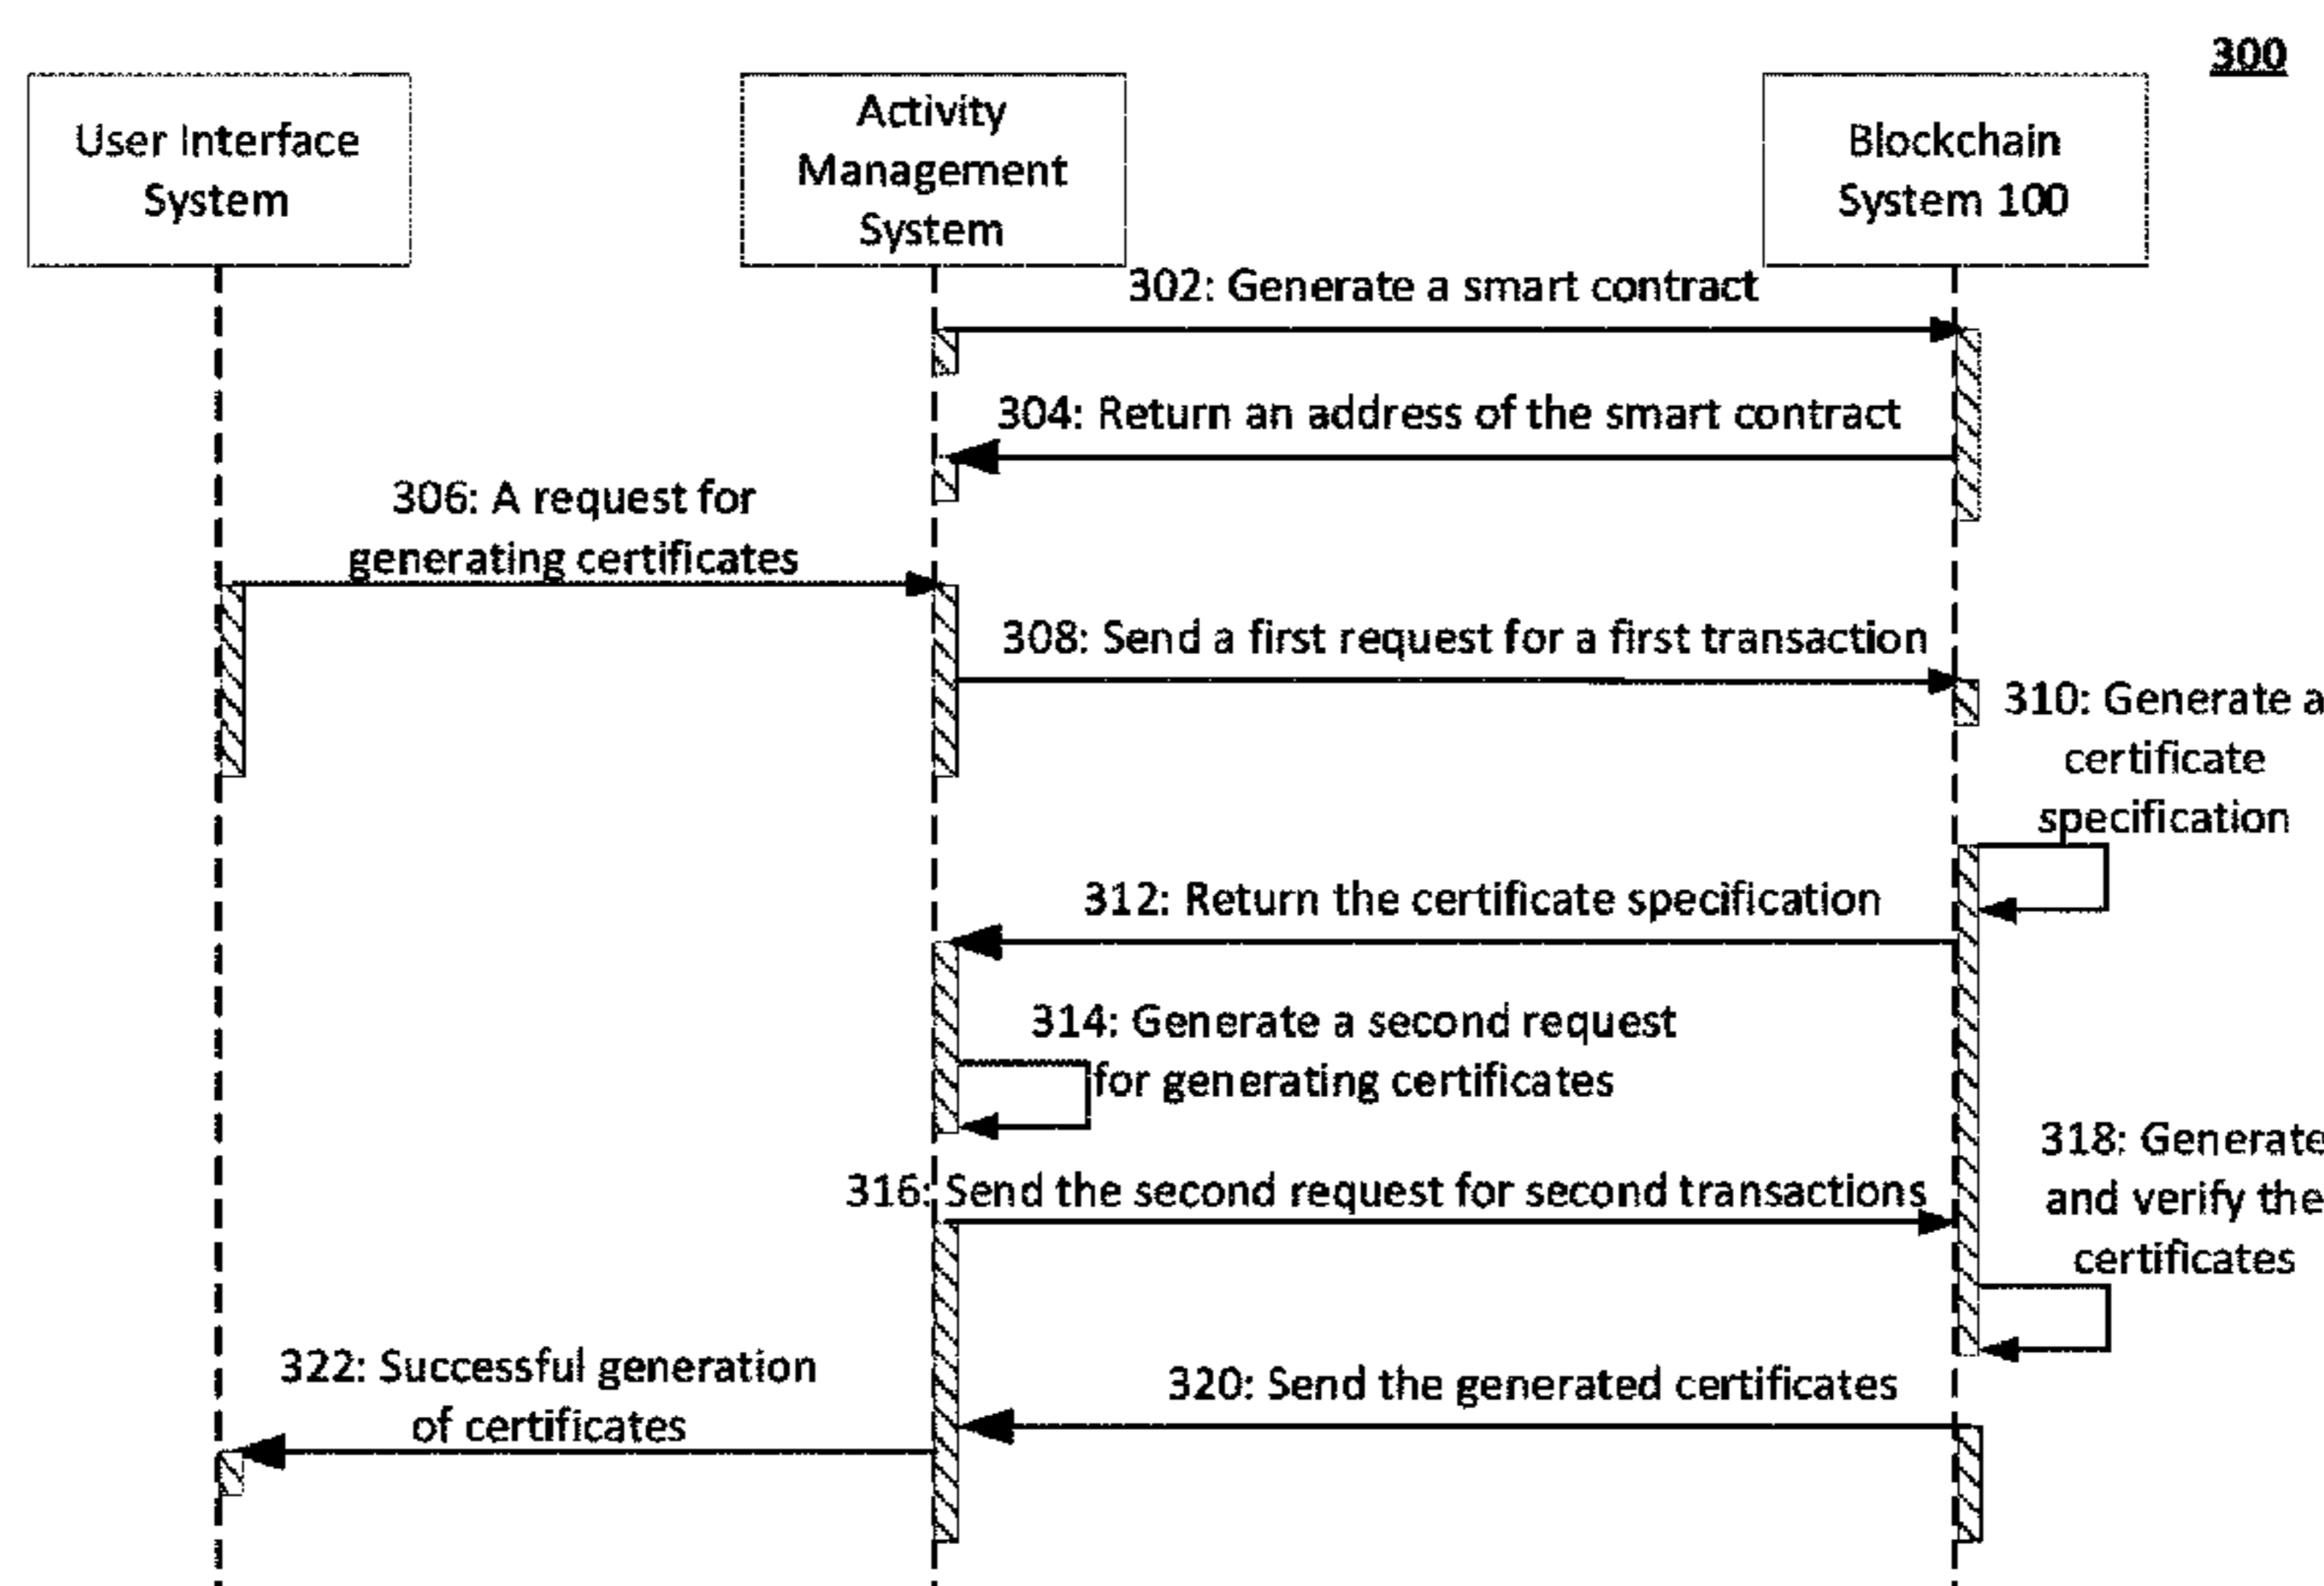 300
User Interface
System
Activity
Management
System
Blockchain
System 100
302: Generate a smart contract
304: Return an address of the smart contract
306: A request for
generating certificates
308: Send a first request for a first transaction
310: Generate a
certificate
specification
312: Return the certificate specification
314: Generate a second request
for generating certificates
316: Send the second request for second transactions
318: Generate
and verify the
certificates
320: Send the generated certificates
322: Successful generation
of certificates